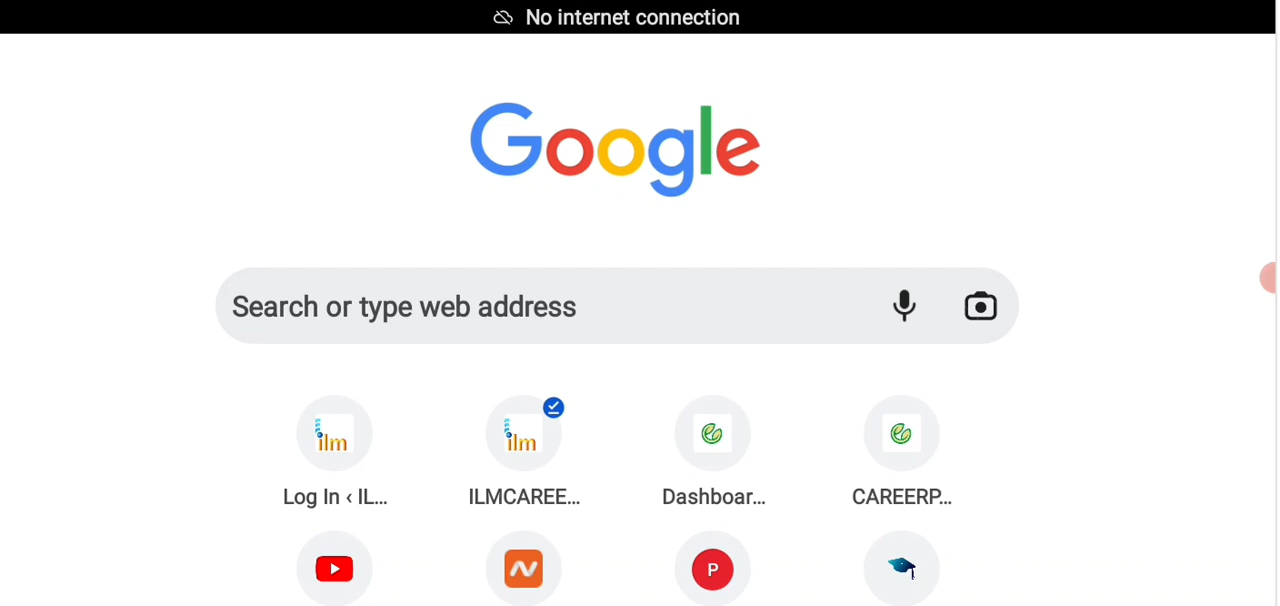 No internet connection
Google
Search or type web address
ilm
ilm
Log In ‹ IL...
ILMCAREE...
Dashboar...
CAREERP...
P